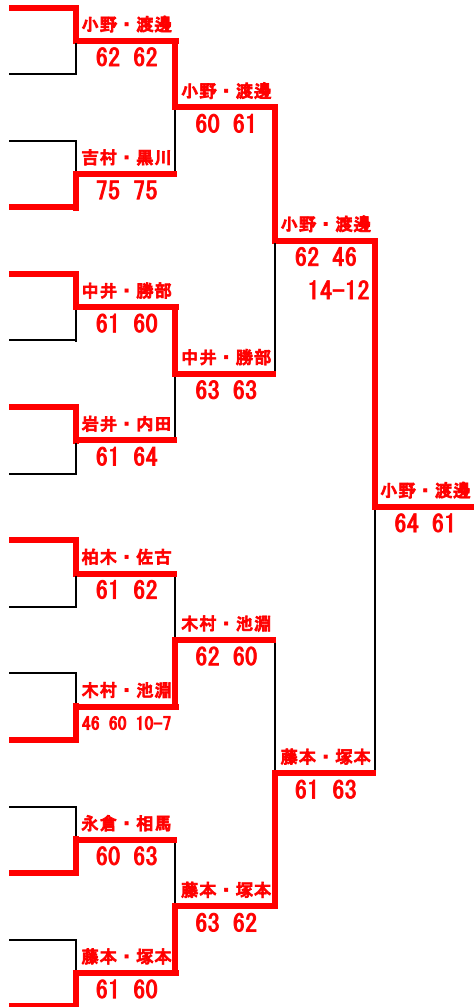 小野・渡邉
62 62
小野・渡邉
60 61
吉村・黒川
75 75
小野・渡邉
62 46
14-12
中井・勝部
61 60
中井・勝部
63 63
岩井・内田
61 64
小野・渡邉
64 61
柏木・佐古
61 62
木村・池淵
62 60
木村・池淵
46 60 10-7
藤本・塚本
61 63
永倉・相馬
60 63
藤本・塚本
63 62
藤本・塚本
61 60